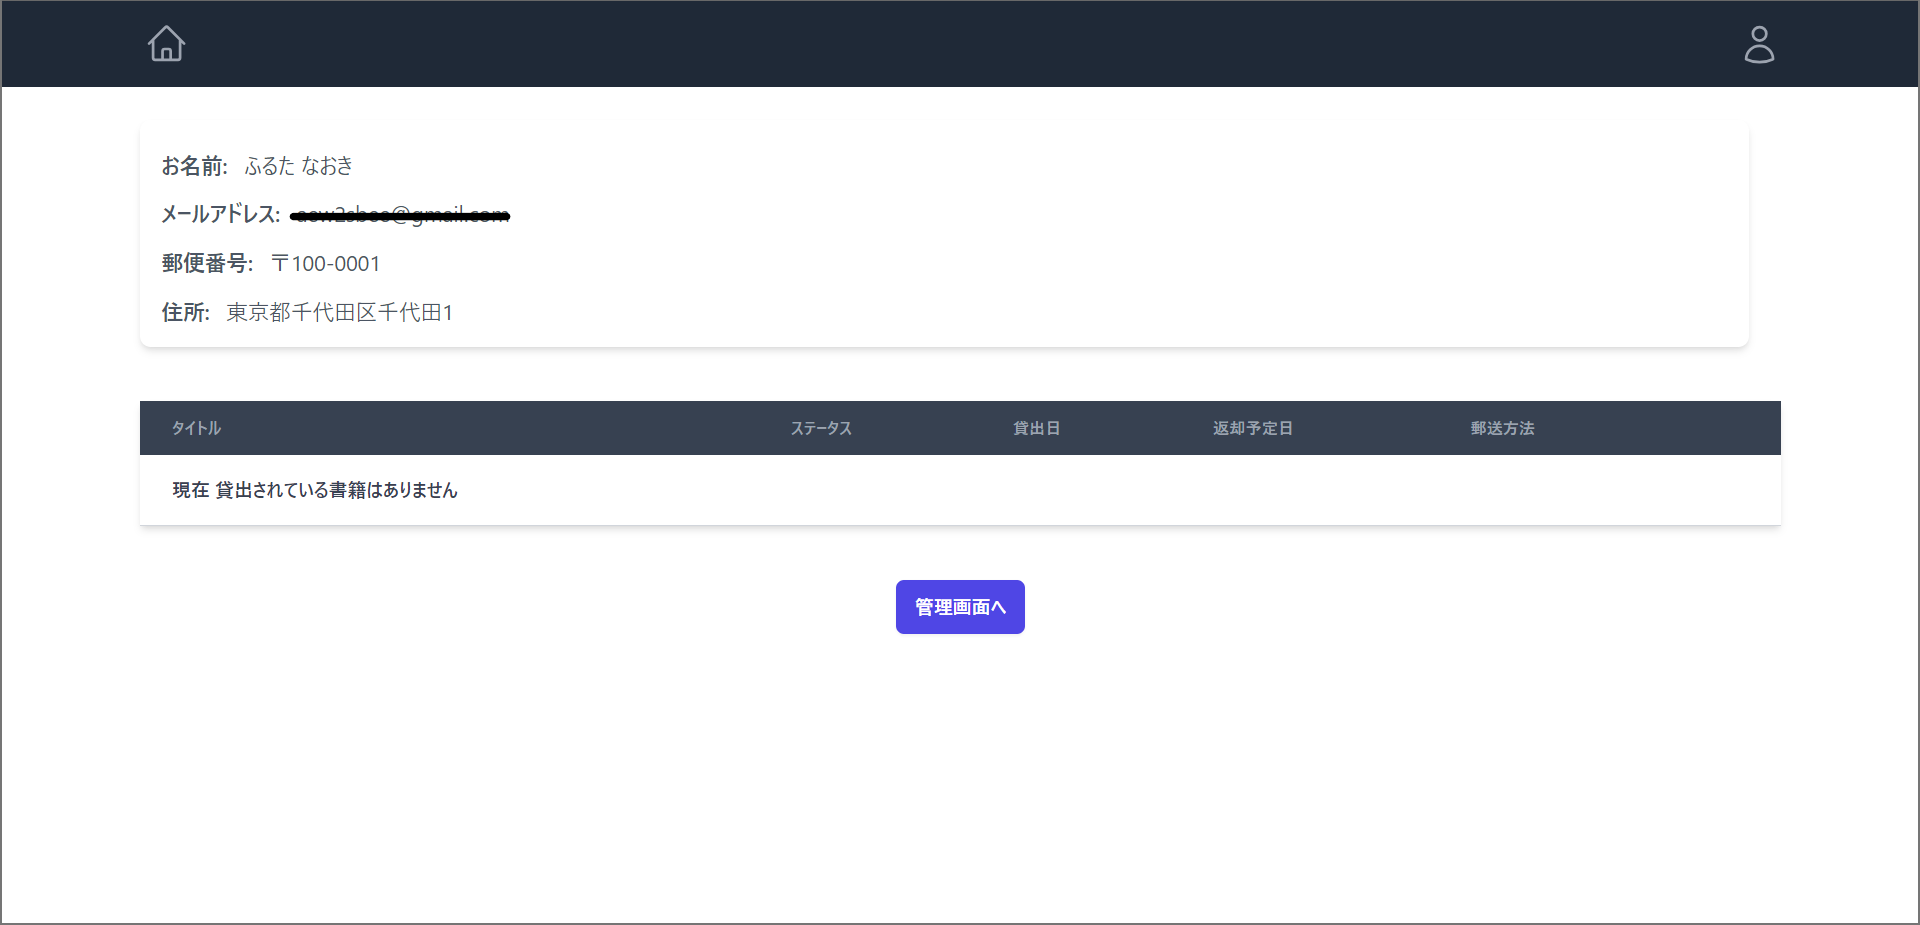 お名前: ふるた なおき
メールアドレス:
郵便番号: 〒100-0001
住所: 東京都千代田区千代田1
タイトル ステータス 貸出日 返却予定日 郵送方法
現在 貸出されている書籍はありません
管理画面へ